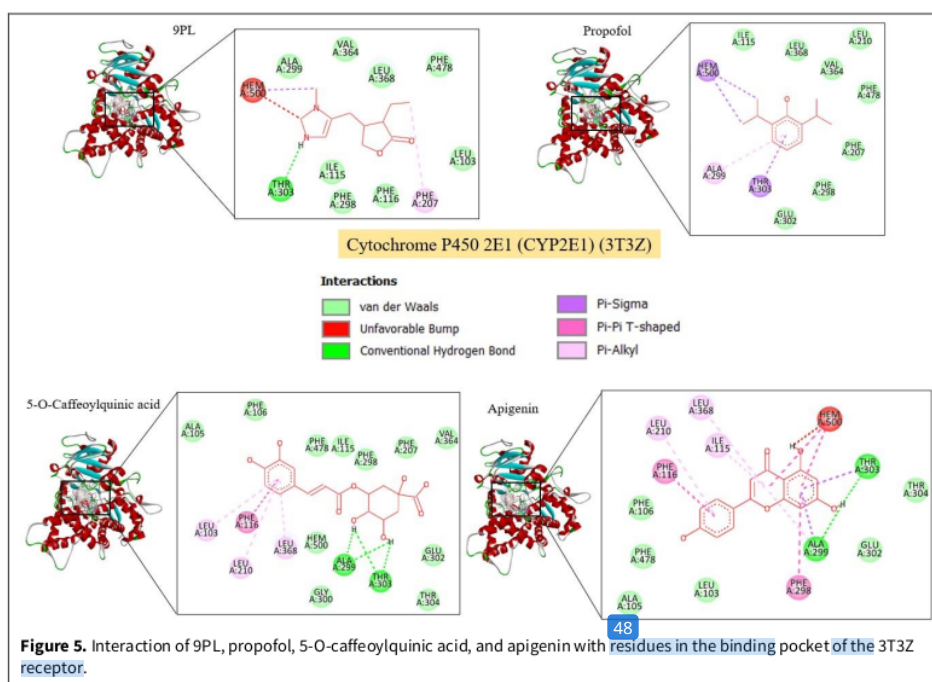 9PL
VAL
A:364
ALA
A:299
PHE
A:478
LEU
A:368
HEM
A:500
N
N
H
O
O
LEU
A:103
ILE
A:115
THR
A:303
PHE
A:298
PHE
A:116
PHE
A:207
Propofol
ILE
A:115
LEU
A:368
LEU
A:210
HEM
A:500
VAL
A:364
PHE
A:478
O
PHE
A:207
ALA
A:299
THR
A:303
PHE
A:298
GLU
A:302
Cytochrome P450 2E1 (CYP2E1) (3T3Z)
Interactions
van der Waals
Unfavorable Bump
Conventional Hydrogen Bond
Pi-Sigma
Pi-Pi T-shaped
Pi-Alkyl
5-O-Caffeoylquinic acid
PHE
A:106
ALA
A:105
PHE
A:478
ILE
A:115
PHE
A:298
PHE
A:207
VAL
A:364
O
O
O
O
O
O
O
O
O
H
H
LEU
A:103
PHE
A:116
LEU
A:210
LEU
A:368
HEM
A:500
ALA
A:299
THR
A:303
GLU
A:302
GLY
A:300
THR
A:304
Apigenin
LEU
A:368
LEU
A:210
ILE
A:115
HEM
A:500
H
O
O
PHE
A:116
THR
A:303
THR
A:304
PHE
A:106
O
O
H
O
ALA
A:299
GLU
A:302
PHE
A:478
LEU
A:103
PHE
A:298
ALA
A:105
48
Figure 5. Interaction of 9PL, propofol, 5-O-caffeoylquinic acid, and apigenin with residues in the binding pocket of the 3T3Z
receptor.